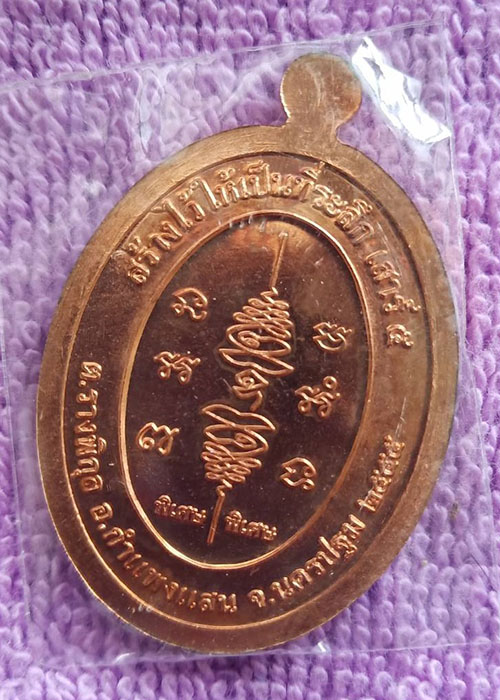 สร้างไว้ให้เป็นที่ระลึก เสาร์ ๕
พิเศษ พิเศษ
ต.รางพิกุล อ.กำแพงแสน จ.นครปฐม ๒๕๕๕